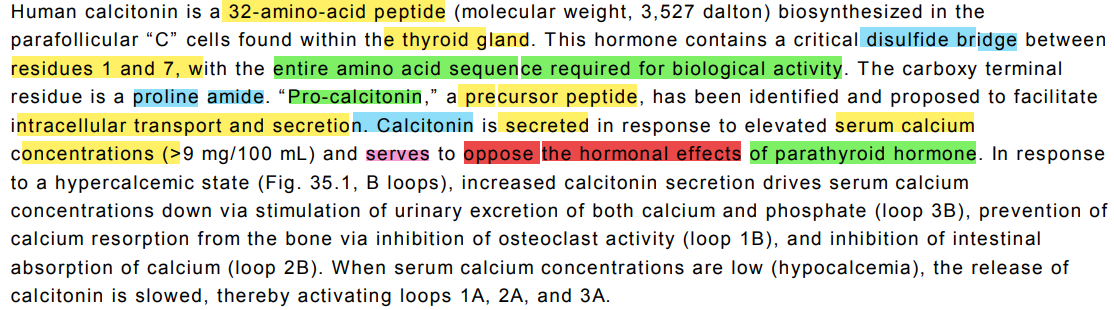 Human calcitonin is a 32-amino-acid peptide (molecular weight, 3,527 dalton) biosynthesized in the
parafollicular “C” cells found within the thyroid gland. This hormone contains a critical disulfide bridge between
residues 1 and 7, with the entire amino acid sequence required for biological activity. The carboxy terminal
residue is a proline amide. “Pro-calcitonin,” a precursor peptide, has been identified and proposed to facilitate
intracellular transport and secretion. Calcitonin is secreted in response to elevated serum calcium
concentrations (>9 mg/100 mL) and serves to oppose the hormonal effects of parathyroid hormone. In response
to a hypercalcemic state (Fig. 35.1, B loops), increased calcitonin secretion drives serum calcium
concentrations down via stimulation of urinary excretion of both calcium and phosphate (loop 3B), prevention of
calcium resorption from the bone via inhibition of osteoclast activity (loop 1B), and inhibition of intestinal
absorption of calcium (loop 2B). When serum calcium concentrations are low (hypocalcemia), the release of
calcitonin is slowed, thereby activating loops 1A, 2A, and 3A.